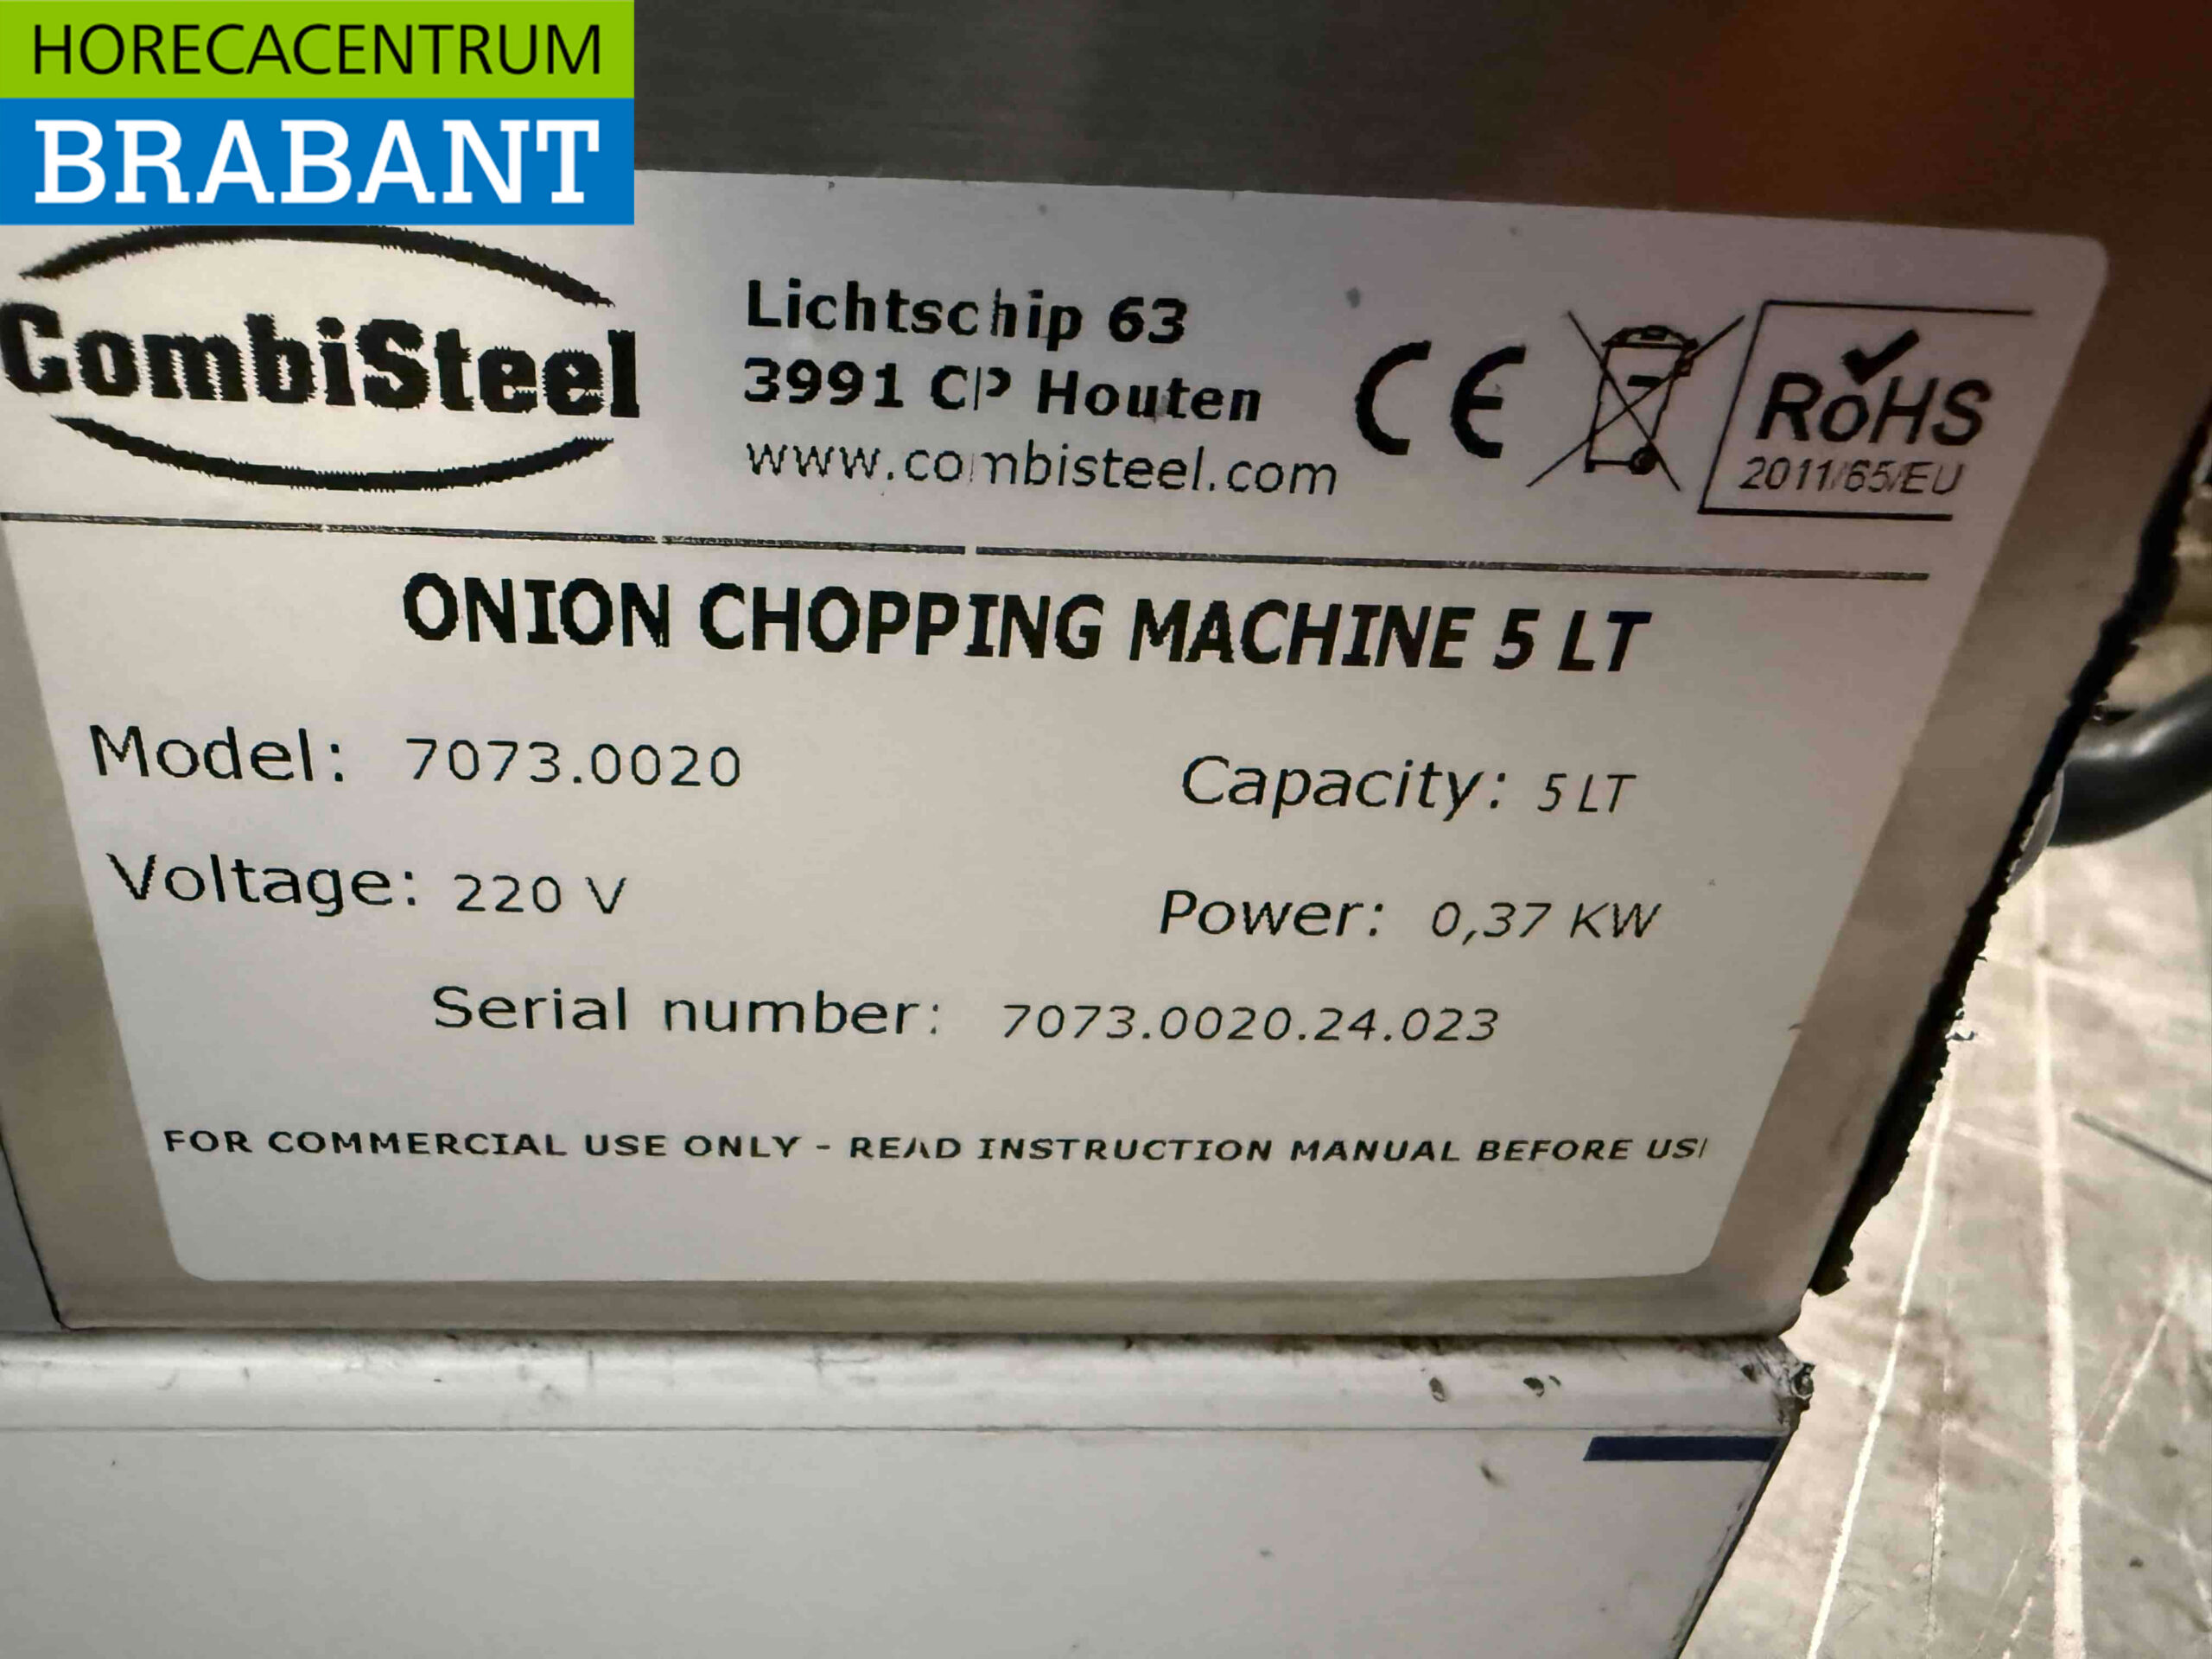 HORECACENTRUM
BRABANT
CombiSteel
Lichtschip 63
3991 CP Houten
www.combisteel.com
CE
RoHS
2011/65/EU
ONION CHOPPING MACHINE 5 LT
Model: 7073.0020
Capacity: 5 LT
Voltage: 220 V
Power: 0,37 KW
Serial number: 7073.0020.24.023
FOR COMMERCIAL USE ONLY - READ INSTRUCTION MANUAL BEFORE USE